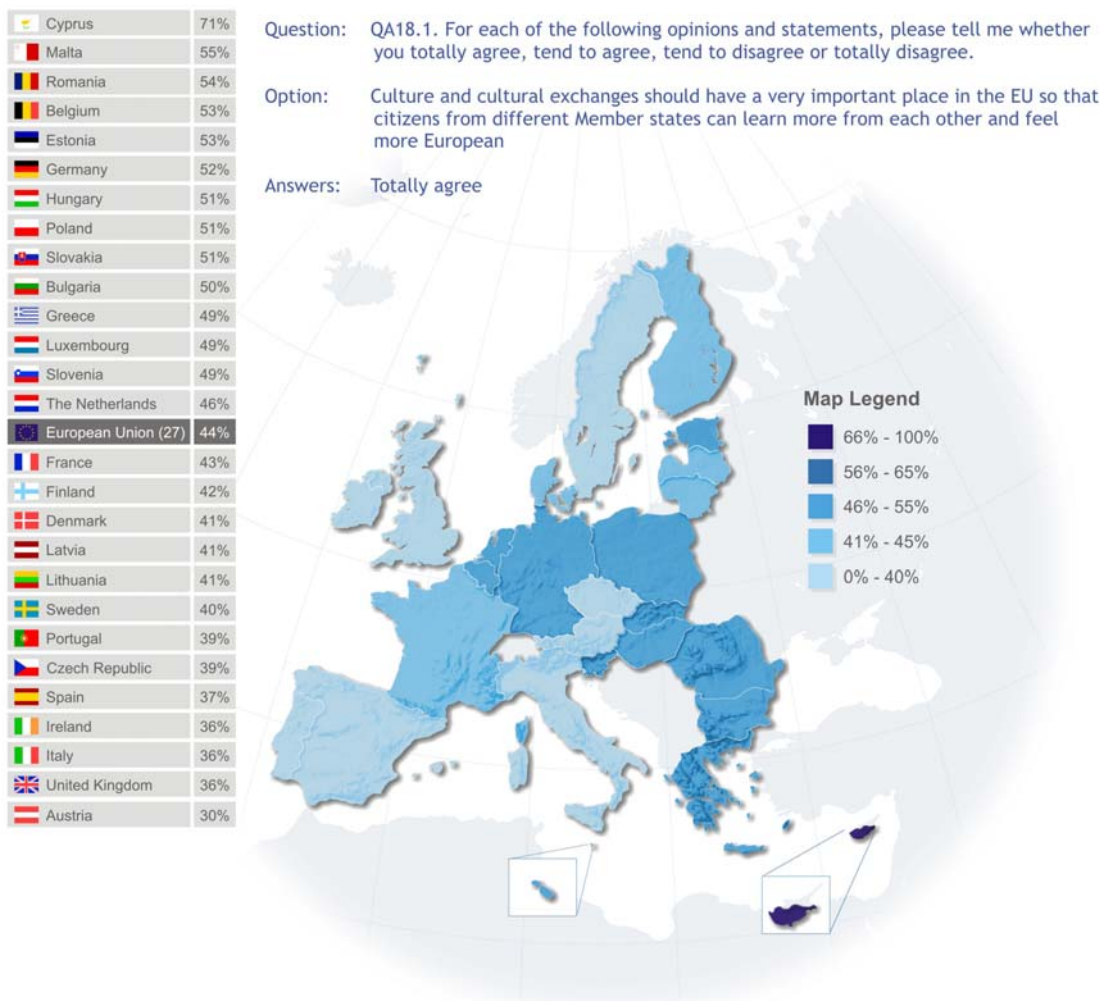 Cyprus 71%
Malta 55%
Romania 54%
Belgium 53%
Estonia 53%
Germany 52%
Hungary 51%
Poland 51%
Slovakia 51%
Bulgaria 50%
Greece 49%
Luxembourg 49%
Slovenia 49%
The Netherlands 46%
European Union (27) 44%
France 43%
Finland 42%
Denmark 41%
Latvia 41%
Lithuania 41%
Sweden 40%
Portugal 39%
Czech Republic 39%
Spain 37%
Ireland 36%
Italy 36%
United Kingdom 36%
Austria 30%
Question: QA18.1. For each of the following opinions and statements, please tell me whether
you totally agree, tend to agree, tend to disagree or totally disagree.
Option: Culture and cultural exchanges should have a very important place in the EU so that
citizens from different Member states can learn more from each other and feel
more European
Answers: Totally agree
Map Legend
66% - 100%
56% - 65%
46% - 55%
41% - 45%
0% - 40%